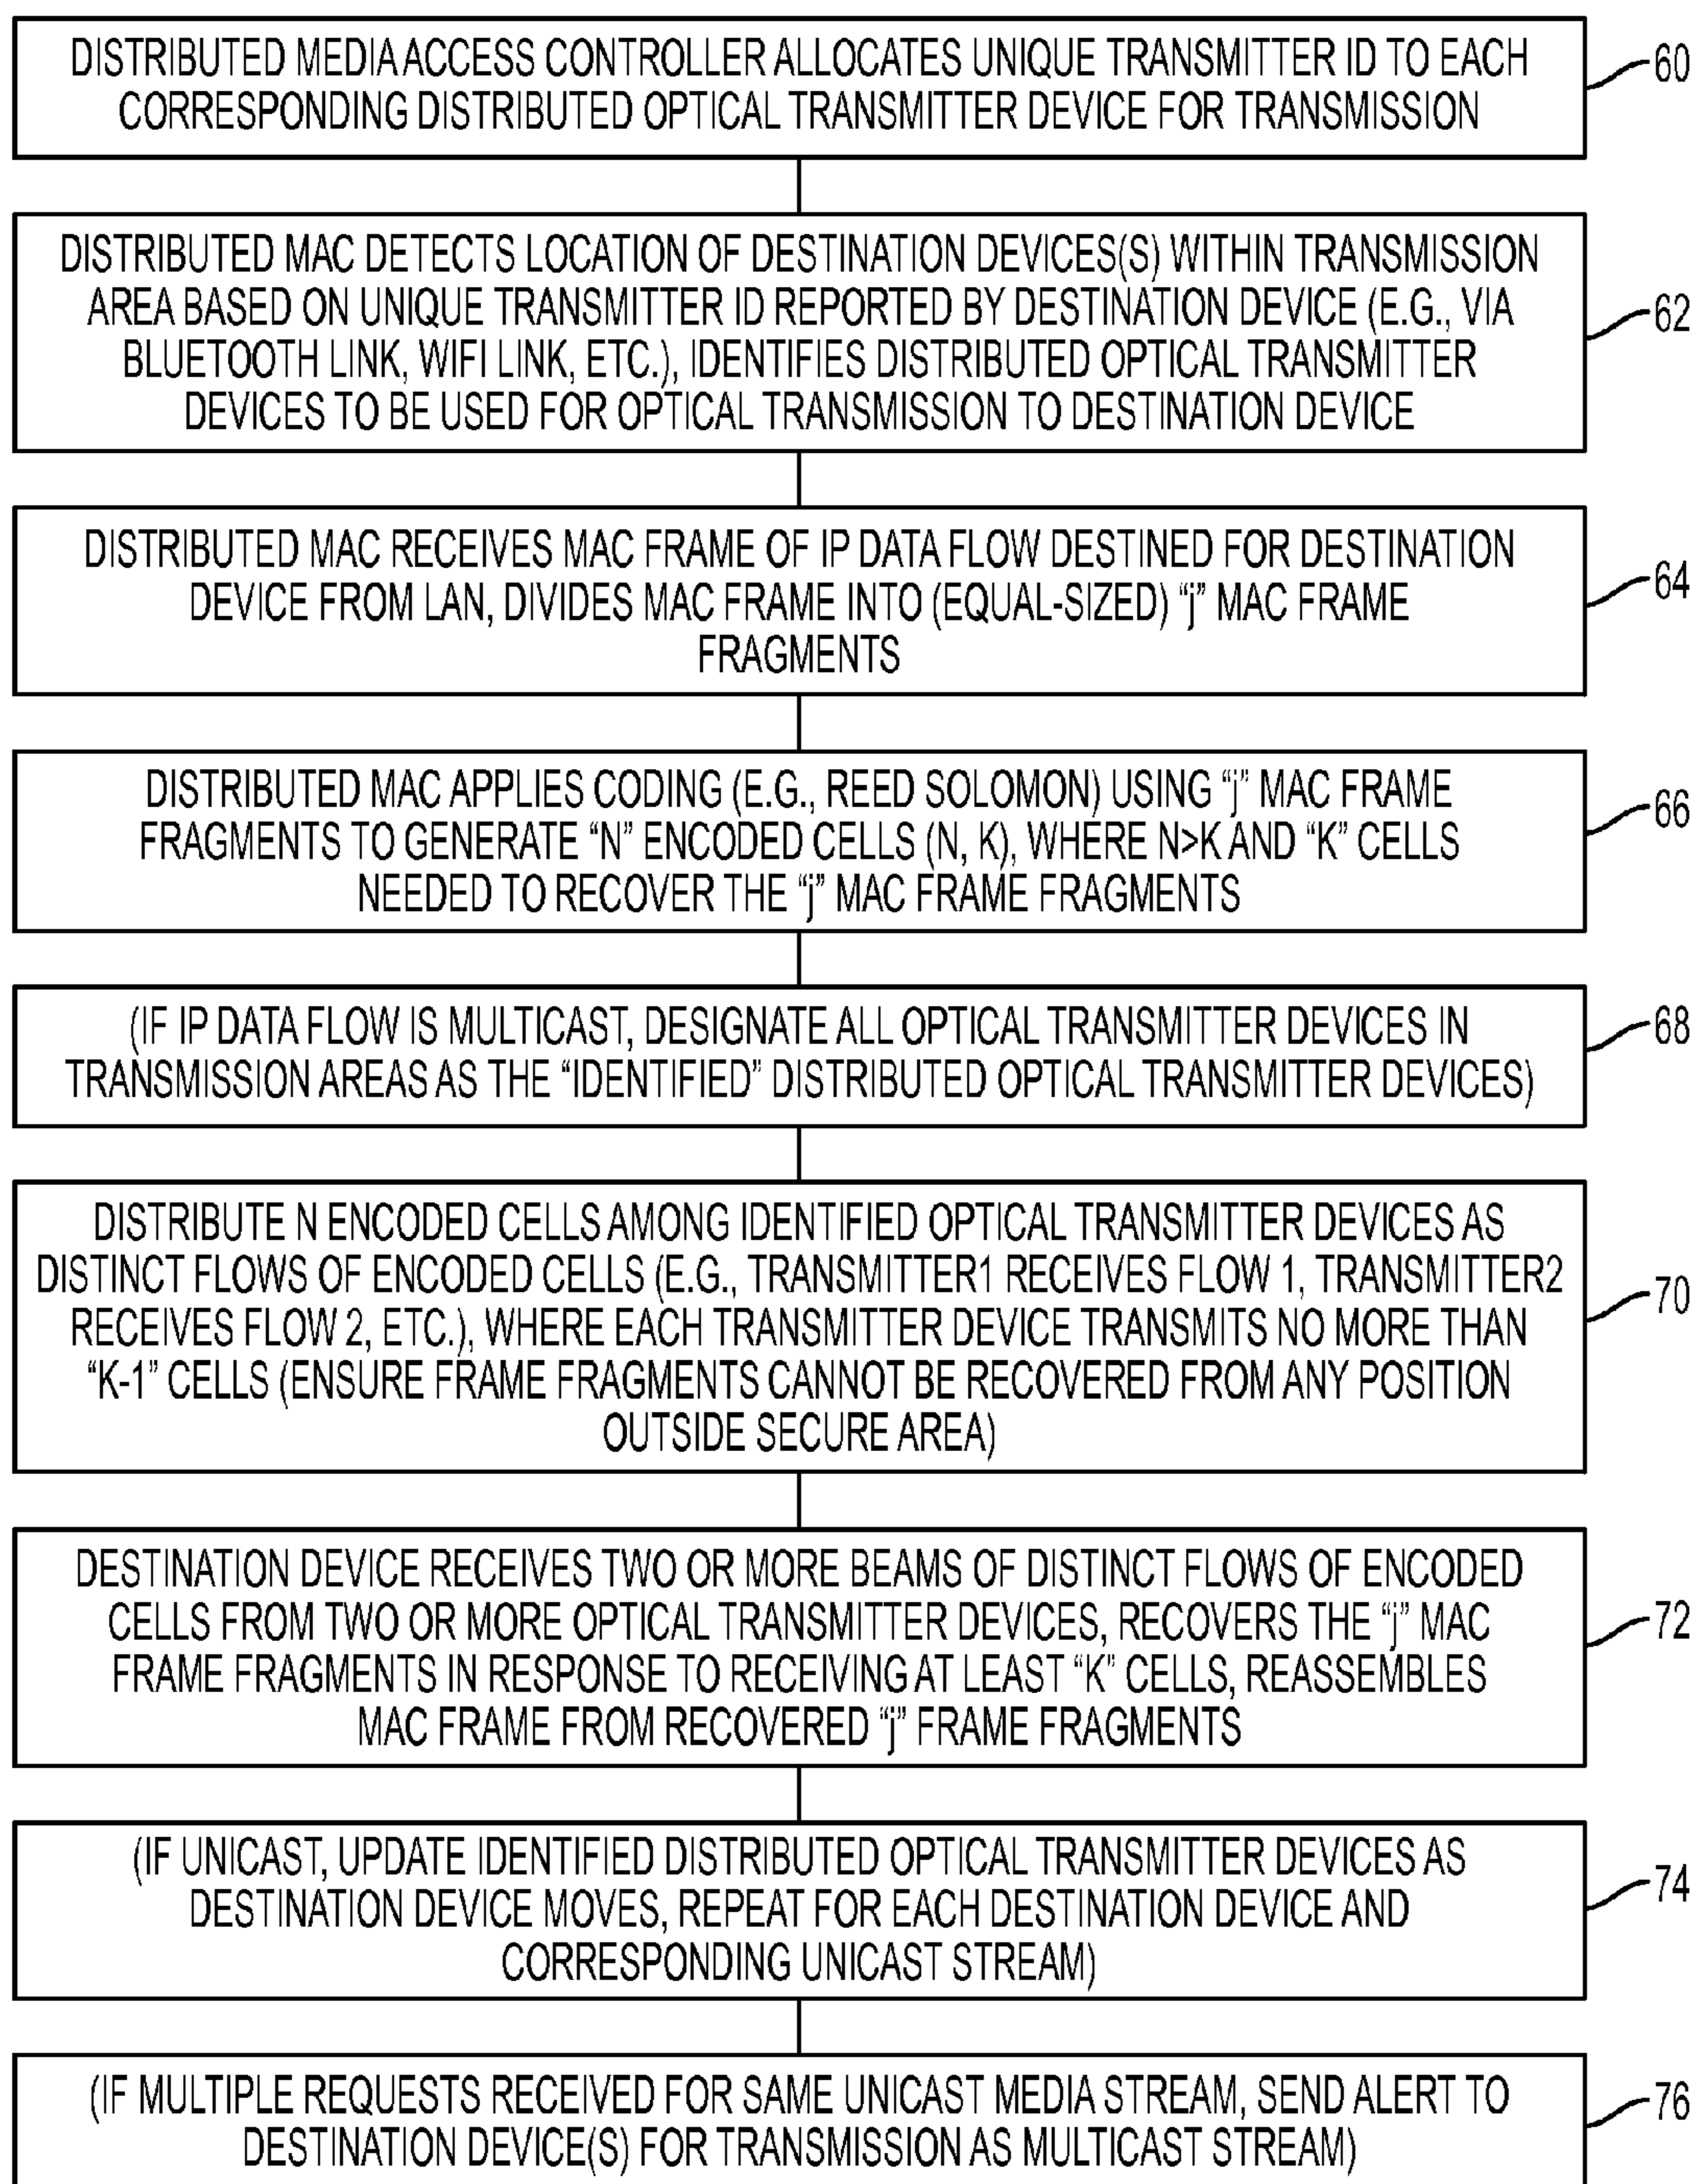 DISTRIBUTED MEDIA ACCESS CONTROLLER ALLOCATES UNIQUE TRANSMITTER ID TO EACH
CORRESPONDING DISTRIBUTED OPTICAL TRANSMITTER DEVICE FOR TRANSMISSION
60
DISTRIBUTED MAC DETECTS LOCATION OF DESTINATION DEVICES(S) WITHIN TRANSMISSION
AREA BASED ON UNIQUE TRANSMITTER ID REPORTED BY DESTINATION DEVICE (E.G., VIA
BLUETOOTH LINK, WIFI LINK, ETC.), IDENTIFIES DISTRIBUTED OPTICAL TRANSMITTER
DEVICES TO BE USED FOR OPTICAL TRANSMISSION TO DESTINATION DEVICE
62
DISTRIBUTED MAC RECEIVES MAC FRAME OF IP DATA FLOW DESTINED FOR DESTINATION
DEVICE FROM LAN, DIVIDES MAC FRAME INTO (EQUAL-SIZED) “j” MAC FRAME
FRAGMENTS
64
DISTRIBUTED MAC APPLIES CODING (E.G., REED SOLOMON) USING “j” MAC FRAME
FRAGMENTS TO GENERATE “N” ENCODED CELLS (N, K), WHERE N>K AND “K” CELLS
NEEDED TO RECOVER THE “j” MAC FRAME FRAGMENTS
66
(IF IP DATA FLOW IS MULTICAST, DESIGNATE ALL OPTICAL TRANSMITTER DEVICES IN
TRANSMISSION AREAS AS THE “IDENTIFIED” DISTRIBUTED OPTICAL TRANSMITTER DEVICES)
68
DISTRIBUTE N ENCODED CELLS AMONG IDENTIFIED OPTICAL TRANSMITTER DEVICES AS
DISTINCT FLOWS OF ENCODED CELLS (E.G., TRANSMITTER1 RECEIVES FLOW 1, TRANSMITTER2
RECEIVES FLOW 2, ETC.), WHERE EACH TRANSMITTER DEVICE TRANSMITS NO MORE THAN
“K-1” CELLS (ENSURE FRAME FRAGMENTS CANNOT BE RECOVERED FROM ANY POSITION
OUTSIDE SECURE AREA)
70
DESTINATION DEVICE RECEIVES TWO OR MORE BEAMS OF DISTINCT FLOWS OF ENCODED
CELLS FROM TWO OR MORE OPTICAL TRANSMITTER DEVICES, RECOVERS THE “j” MAC
FRAME FRAGMENTS IN RESPONSE TO RECEIVING AT LEAST “K” CELLS, REASSEMBLES
MAC FRAME FROM RECOVERED “j” FRAME FRAGMENTS
72
(IF UNICAST, UPDATE IDENTIFIED DISTRIBUTED OPTICAL TRANSMITTER DEVICES AS
DESTINATION DEVICE MOVES, REPEAT FOR EACH DESTINATION DEVICE AND
CORRESPONDING UNICAST STREAM)
74
(IF MULTIPLE REQUESTS RECEIVED FOR SAME UNICAST MEDIA STREAM, SEND ALERT TO
DESTINATION DEVICE(S) FOR TRANSMISSION AS MULTICAST STREAM)
76